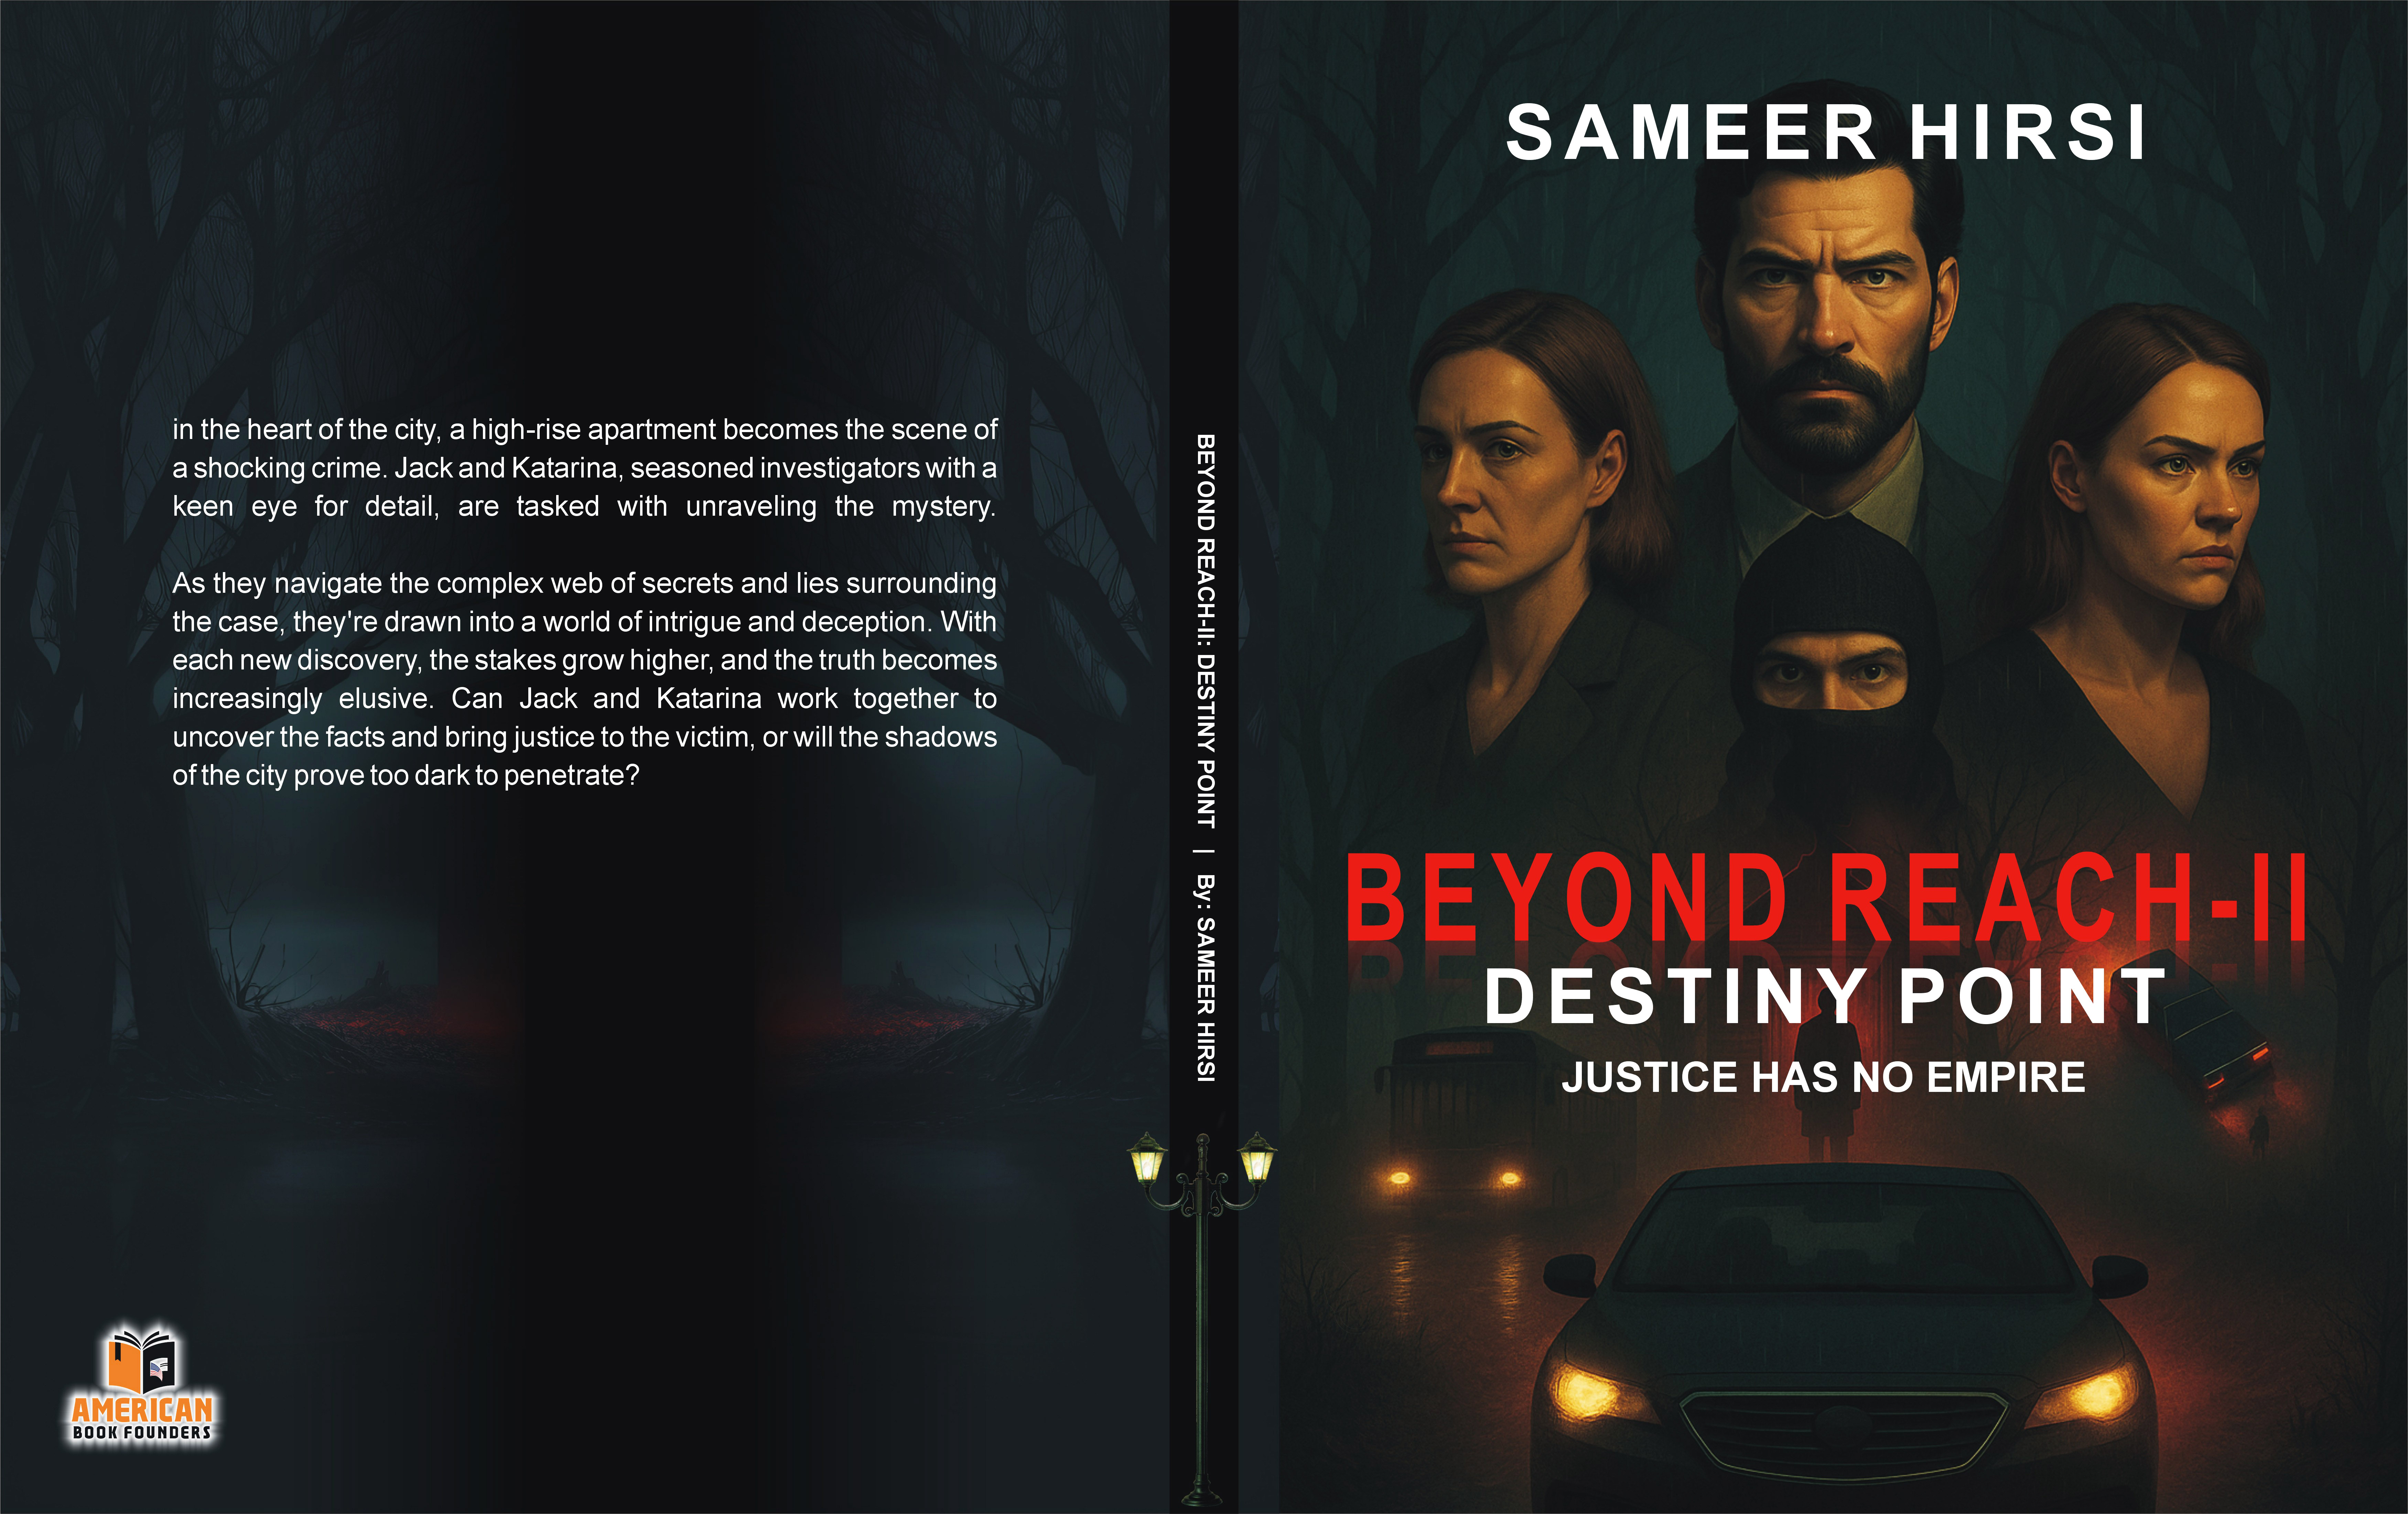 in the heart of the city, a high-rise apartment becomes the scene of
a shocking crime. Jack and Katarina, seasoned investigators with a
keen eye for detail, are tasked with unraveling the mystery.
As they navigate the complex web of secrets and lies surrounding
the case, they're drawn into a world of intrigue and deception. With
each new discovery, the stakes grow higher, and the truth becomes
increasingly elusive. Can Jack and Katarina work together to
uncover the facts and bring justice to the victim, or will the shadows
of the city prove too dark to penetrate?
AMERICAN
BOOK FOUNDERS
BEYOND REACH-II: DESTINY POINT | By: SAMEER HIRSI
SAMEER HIRSI
BEYOND REACH-II
DESTINY POINT
JUSTICE HAS NO EMPIRE